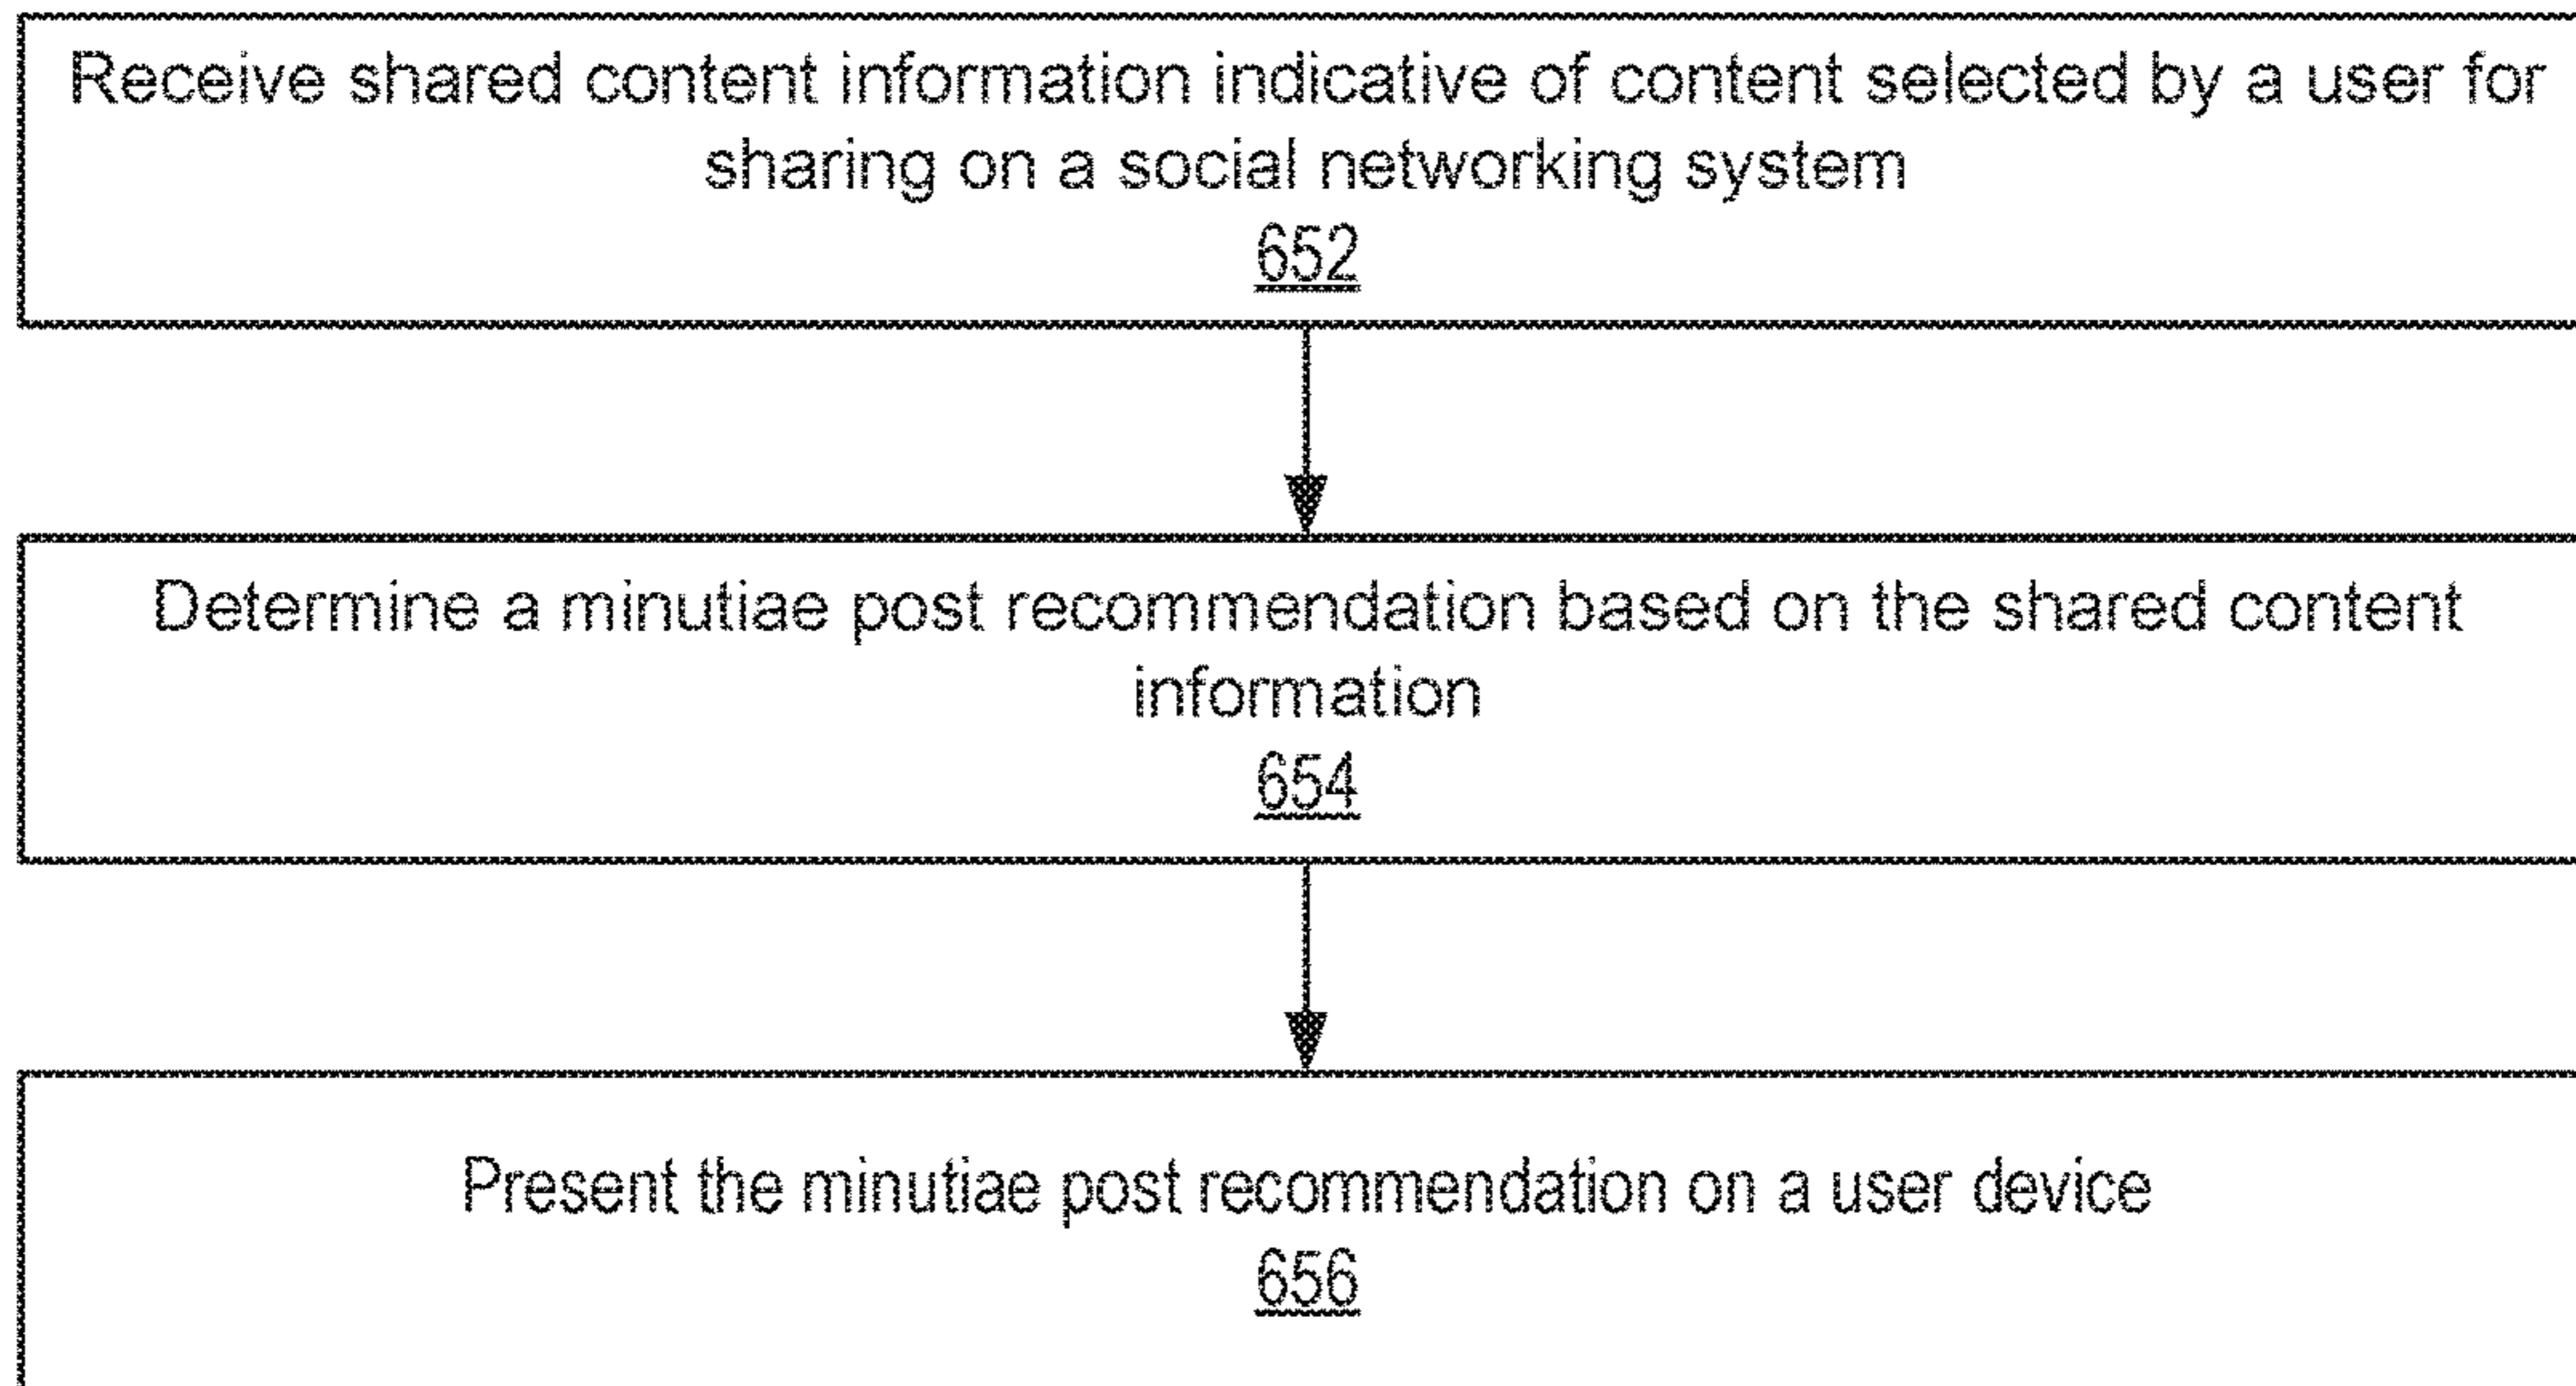 Receive shared content information indicative of content selected by a user for
sharing on a social networking system
652
Determine a minutiae post recommendation based on the shared content
information
654
Present the minutiae post recommendation on a user device
656